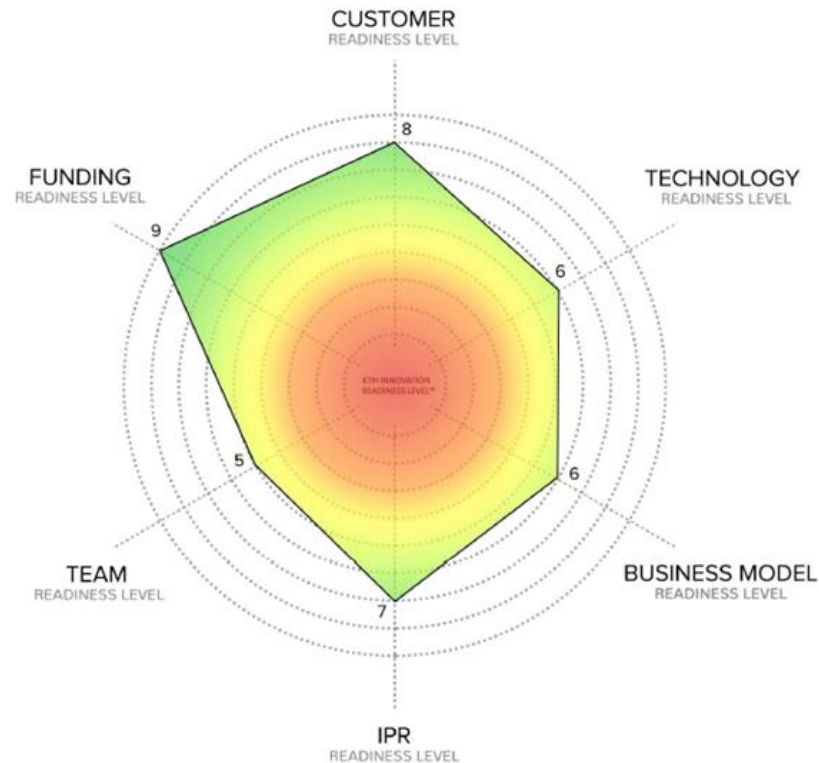 CUSTOMER
READINESS LEVEL
8
FUNDING
READINESS LEVEL
9
TECHNOLOGY
READINESS LEVEL
6
KTH INNOVATION
READINESS LEVEL™
5
6
TEAM
READINESS LEVEL
BUSINESS MODEL
READINESS LEVEL
7
IPR
READINESS LEVEL